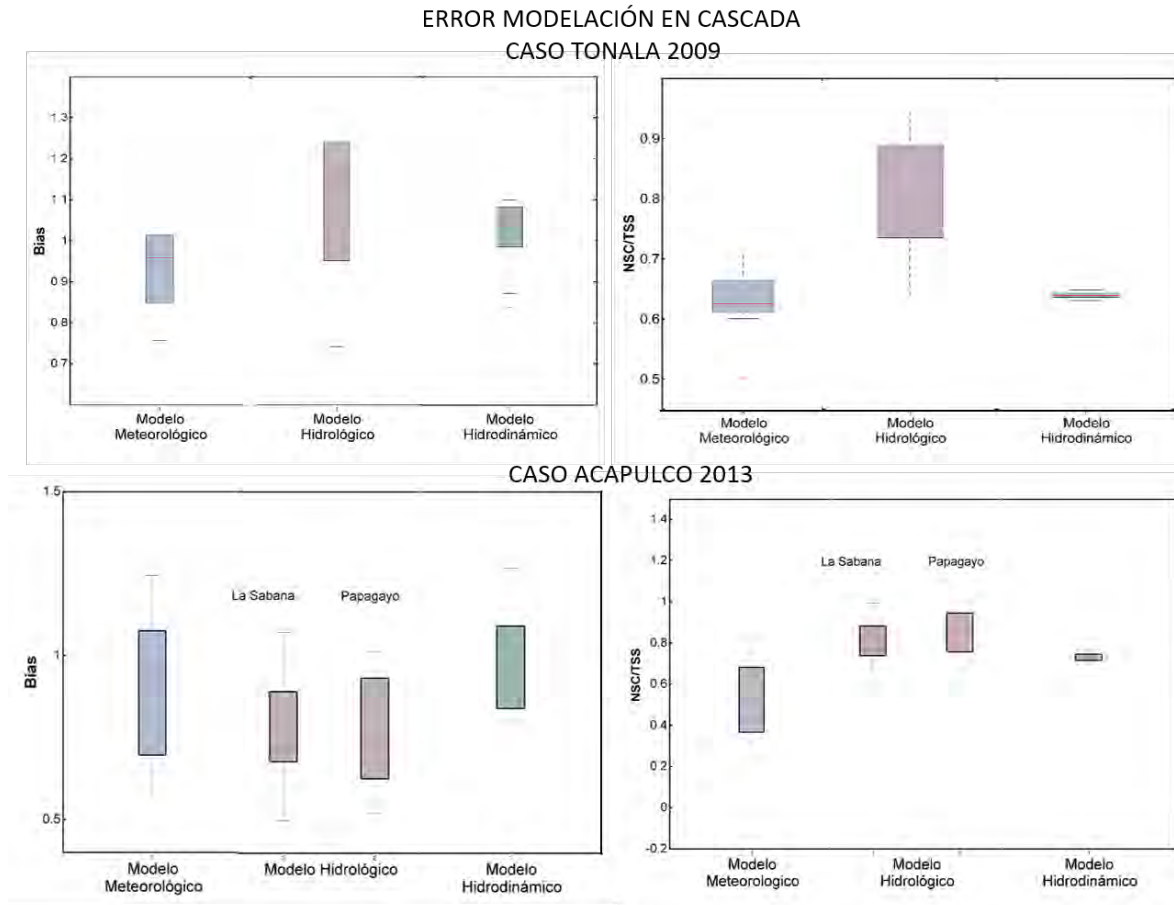 ERROR MODELACIÓN EN CASCADA
CASO TONALA 2009
Bias
1.3
1.2
1.1
1
0.9
0.8
0.7
Modelo
Meteorológico
Modelo
Hidrológico
Modelo
Hidrodinámico
NSC/TSS
0.9
0.8
0.7
0.6
0.5
Modelo
Meteorológico
Modelo
Hidrológico
Modelo
Hidrodinámico
CASO ACAPULCO 2013
Bias
1.5
1
0.5
La Sabana
Papagayo
Modelo
Meteorológico
Modelo Hidrológico
Modelo
Hidrodinámico
NSC/TSS
1.4
1.2
1
0.8
0.6
0.4
0.2
0
-0.2
La Sabana
Papagayo
Modelo
Meteorologico
Modelo
Hidrológico
Modelo
Hidrodinámico